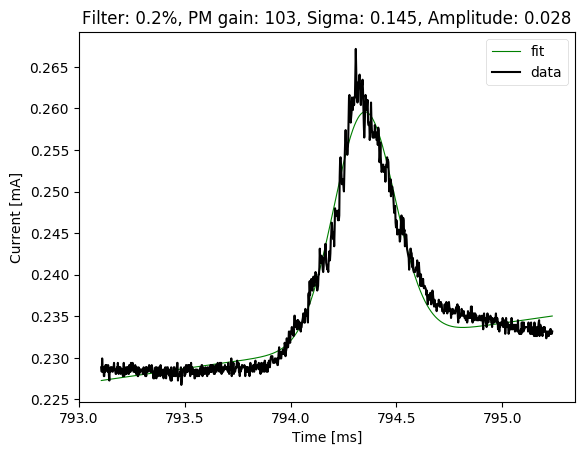 Filter: 0.2%, PM gain: 103, Sigma: 0.145, Amplitude: 0.028
fit
data
0.265
0.260
0.255
0.250
0.245
0.240
0.235
0.230
0.225
Current [mA]
793.0 793.5 794.0 794.5 795.0
Time [ms]